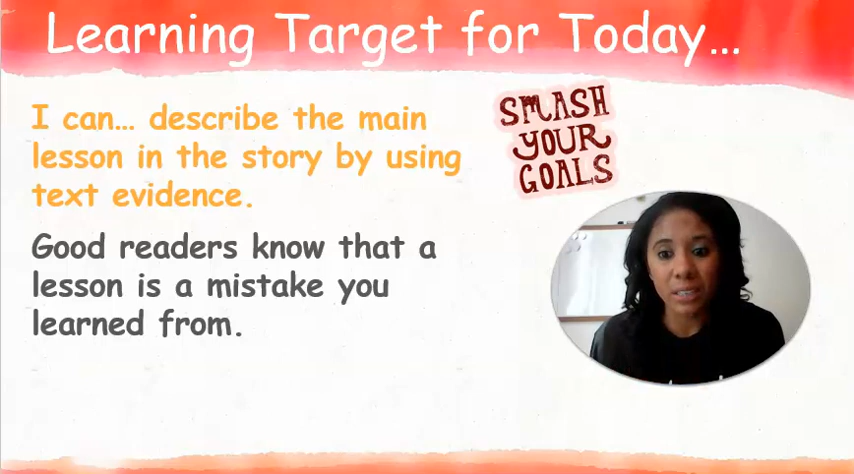 Learning Target for Today…
I can… describe the main
lesson in the story by using
text evidence.
Good readers know that a
lesson is a mistake you
learned from.
SMASH
YOUR
GOALS